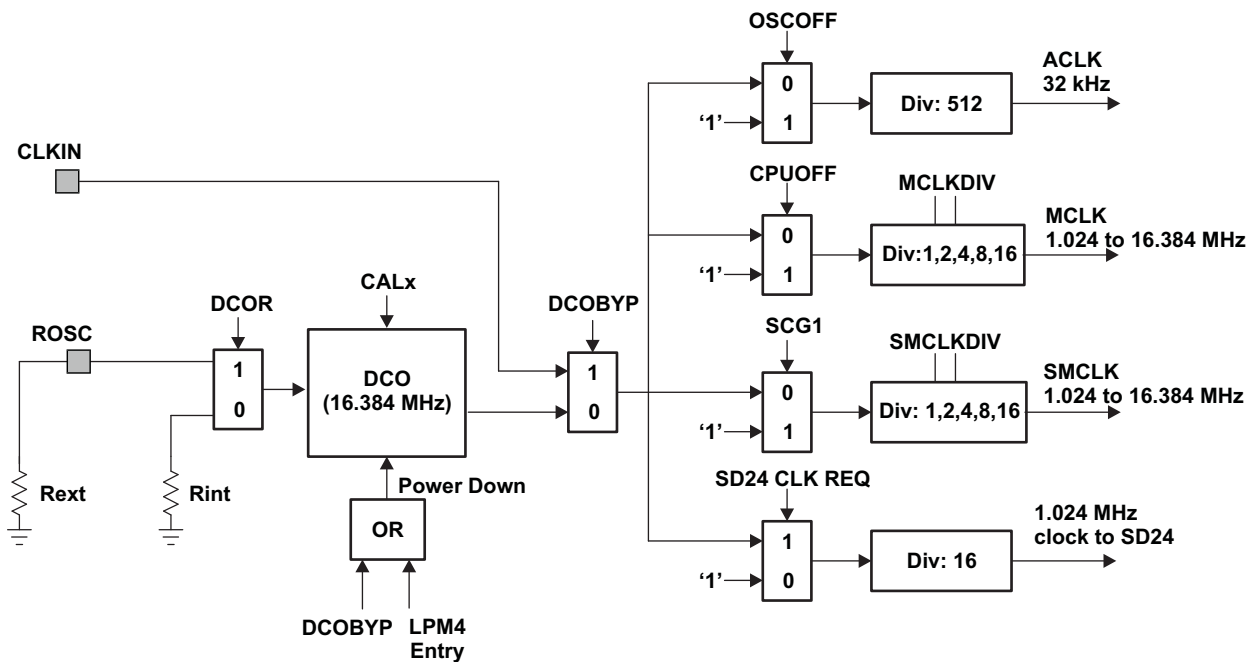 OSCOFF
0
‘1’
1
Div: 512
ACLK
32 kHz
CLKIN
CPUOFF
0
‘1’
1
MCLKDIV
Div:1,2,4,8,16
MCLK
1.024 to 16.384 MHz
ROSC
DCOR
1
0
Rext
Rint
CALx
DCO
(16.384 MHz)
Power Down
OR
DCOBYP
LPM4
Entry
DCOBYP
1
0
SCG1
0
‘1’
1
SMCLKDIV
Div: 1,2,4,8,16
SMCLK
1.024 to 16.384 MHz
SD24 CLK REQ
1
‘1’
0
Div: 16
1.024 MHz
clock to SD24